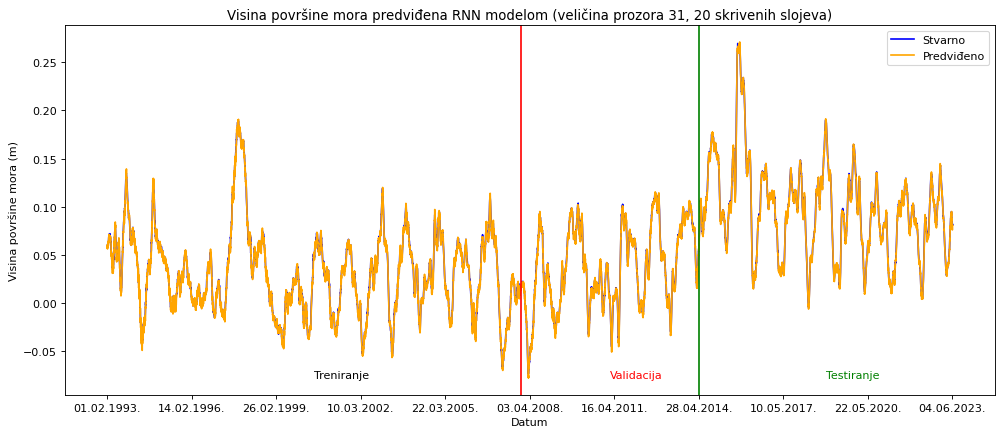 Visina površine mora predviđena RNN modelom (veličina prozora 31, 20 skrivenih slojeva)
Stvarno
Predviđeno
Visina površine mora (m)
0.25
0.20
0.15
0.10
0.05
0.00
−0.05
Treniranje
Validacija
Testiranje
01.02.1993.
14.02.1996.
26.02.1999.
10.03.2002.
22.03.2005.
03.04.2008.
16.04.2011.
28.04.2014.
10.05.2017.
22.05.2020.
04.06.2023.
Datum